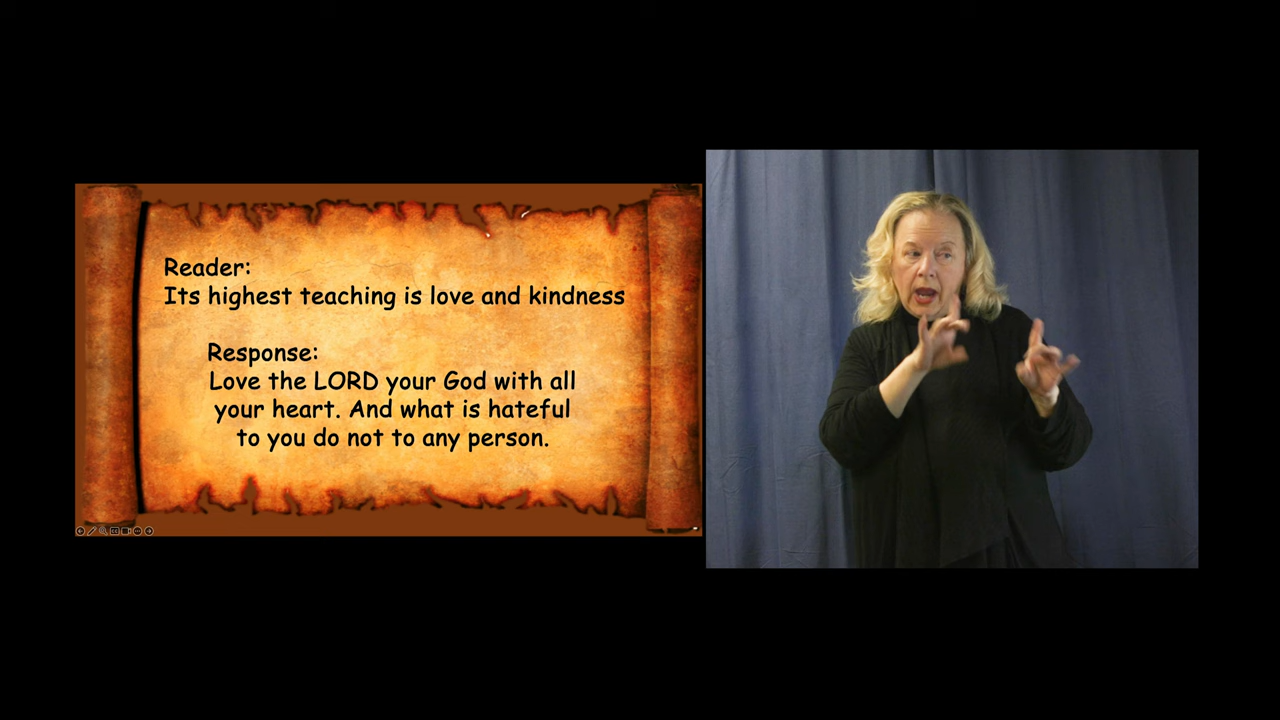 Reader:
Its highest teaching is love and kindness
Response:
Love the LORD your God with all
your heart. And what is hateful
to you do not to any person.